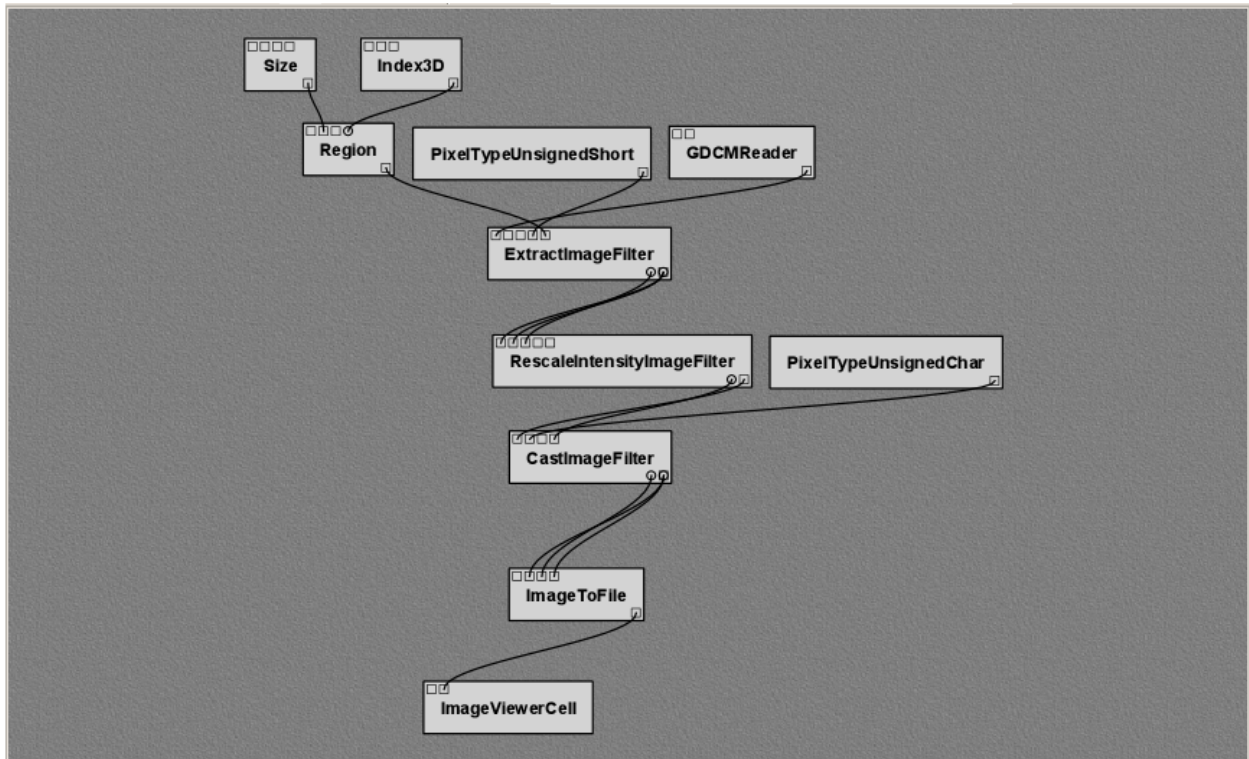 Size
Index3D
Region
PixelTypeUnsignedShort
GDCMReader
ExtractImageFilter
RescaleIntensityImageFilter
PixelTypeUnsignedChar
CastImageFilter
ImageToFile
ImageViewerCell